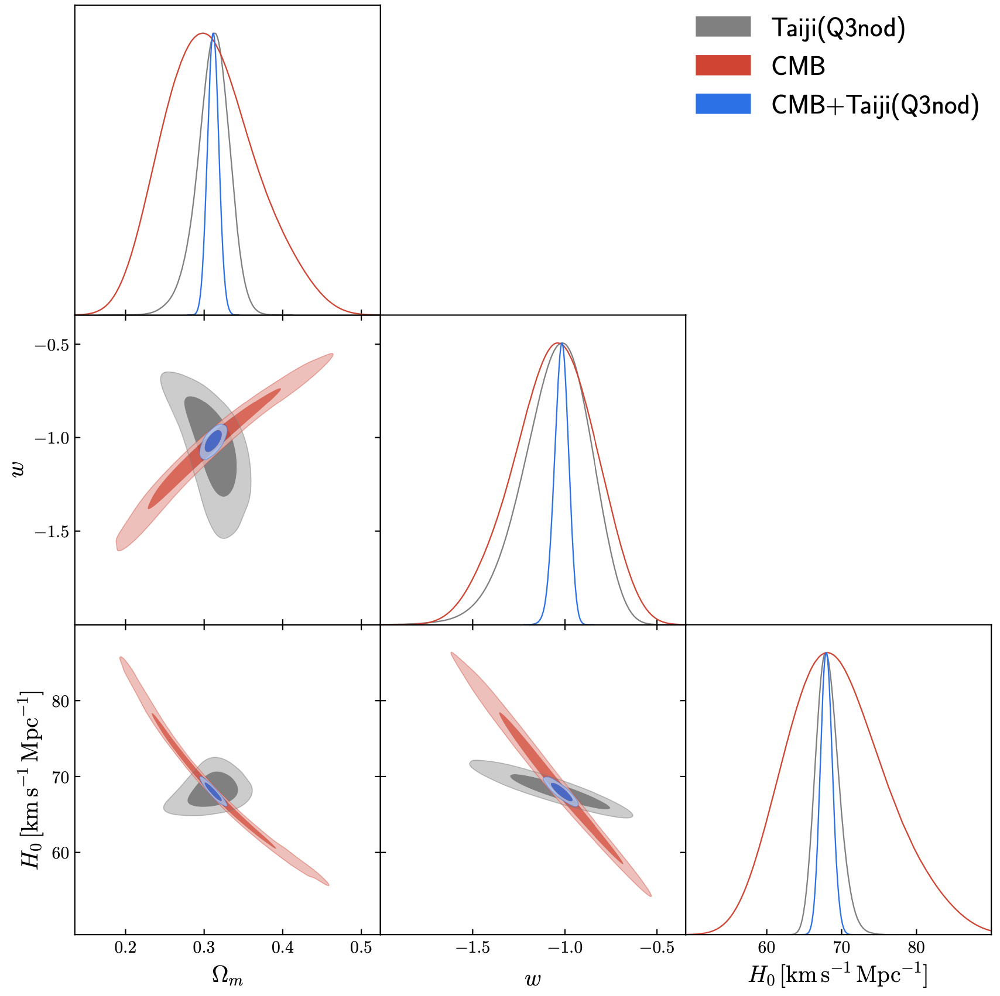 Taiji(Q3nod)
CMB
CMB+Taiji(Q3nod)
−0.5
−1.0
−1.5
w
80
70
60
H₀ [km s⁻¹ Mpc⁻¹]
0.2 0.3 0.4 0.5 −1.5 −1.0 −0.5 60 70 80
Ωₘ w H₀ [km s⁻¹ Mpc⁻¹]